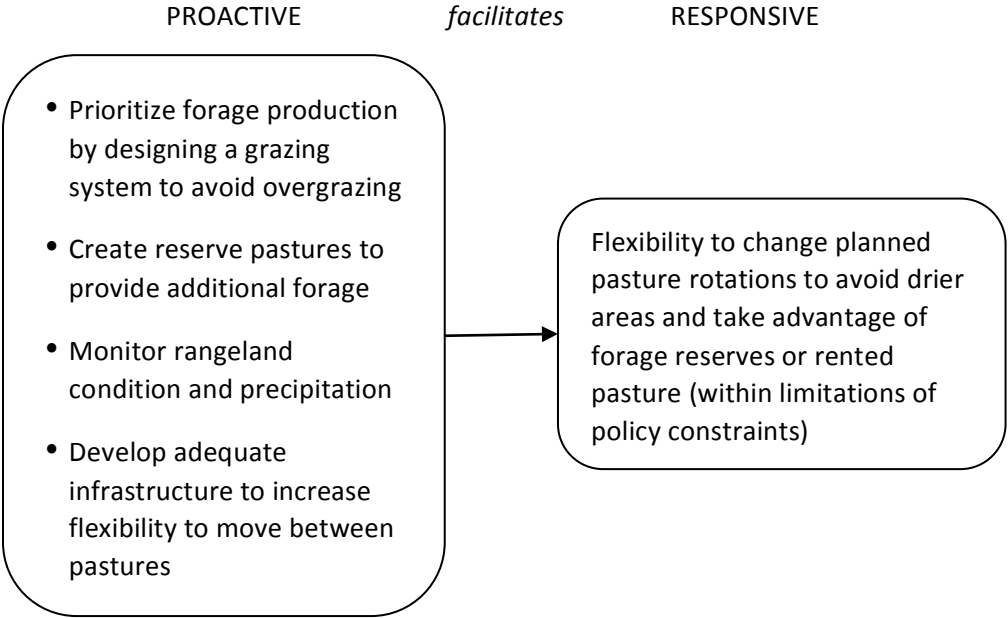 PROACTIVE facilitates RESPONSIVE
• Prioritize forage production
by designing a grazing
system to avoid overgrazing
• Create reserve pastures to
provide additional forage
• Monitor rangeland
condition and precipitation
• Develop adequate
infrastructure to increase
flexibility to move between
pastures
Flexibility to change planned
pasture rotations to avoid drier
areas and take advantage of
forage reserves or rented
pasture (within limitations of
policy constraints)